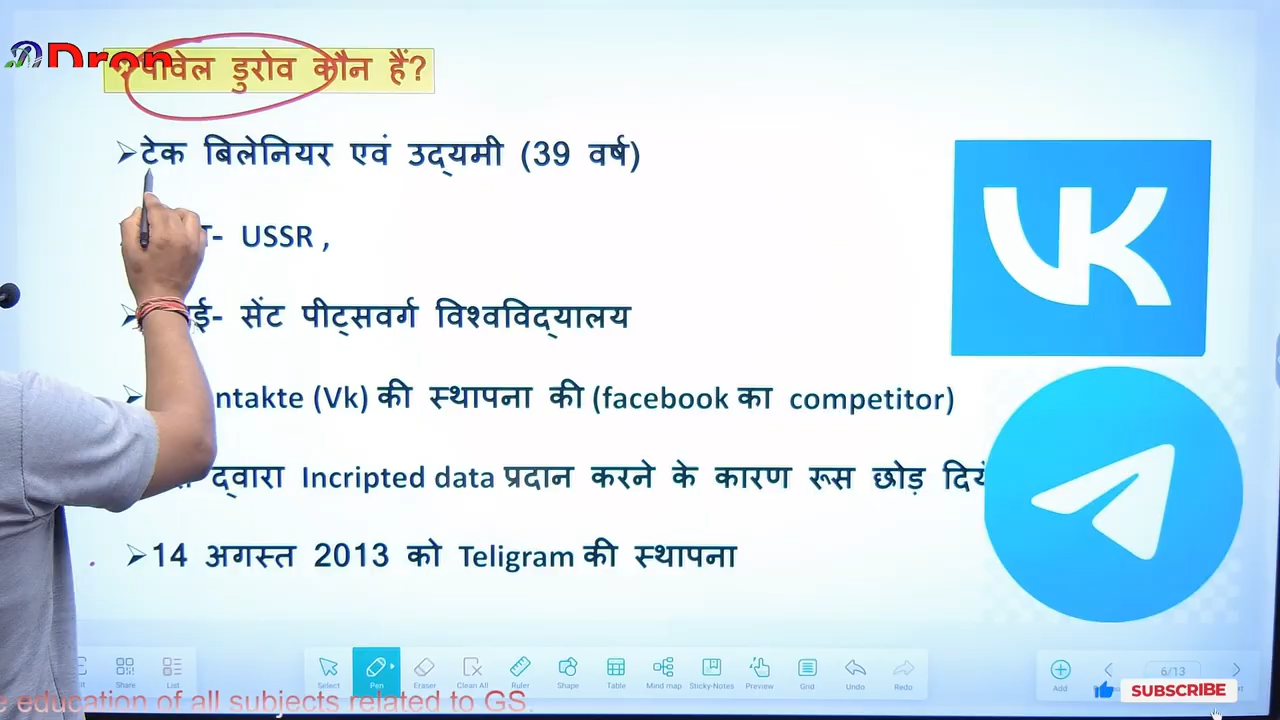 Dron
पावेल डुरोव कौन हैं?
टेक बिलेनियर एवं उद्यमी (39 वर्ष)
USSR ,
सेंट पीट्सवर्ग विश्वविद्यालय
(Vk) की स्थापना की (facebook का competitor)
द्वारा Incripted data प्रदान करने के कारण रूस छोड़
14 अगस्त 2013 को Teligram की स्थापना
VK
Share List Select Pen Eraser Clean All Ruler Shape Table Mind map Sticky-Notes Preview Grid Undo Redo Add 6/13
SUBSCRIBE
education of all subjects related to GS.